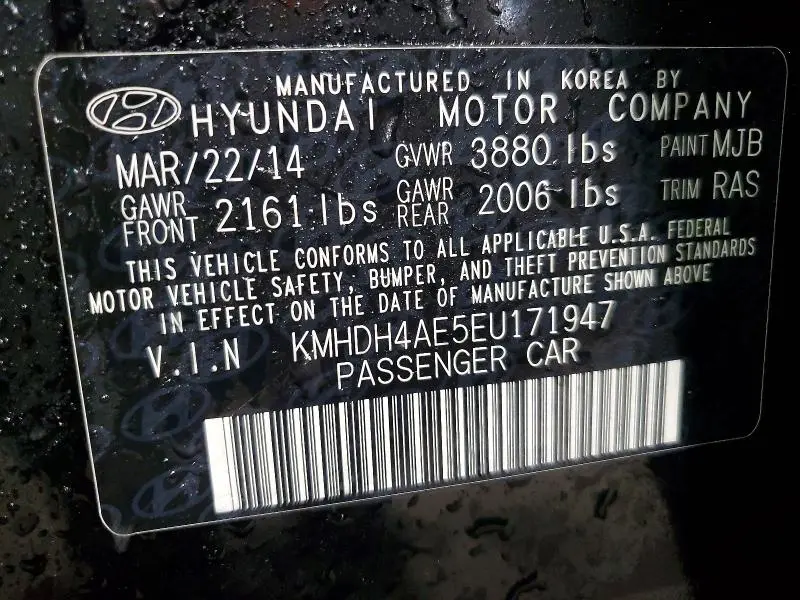 MANUFACTURED IN KOREA BY
HYUNDAI MOTOR COMPANY
MAR/22/14 GVWR 3880 lbs PAINT MJB
GAWR FRONT 2161 lbs GAWR REAR 2006 lbs TRIM RAS
THIS VEHICLE CONFORMS TO ALL APPLICABLE U.S.A. FEDERAL
MOTOR VEHICLE SAFETY, BUMPER, AND THEFT PREVENTION STANDARDS
IN EFFECT ON THE DATE OF MANUFACTURE SHOWN ABOVE
V.I.N KMHDH4AE5EU171947
PASSENGER CAR